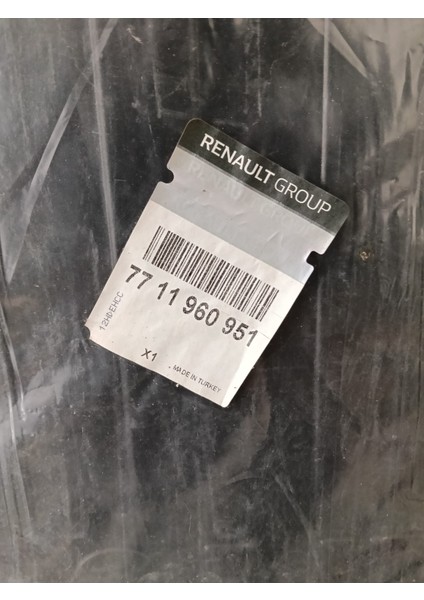 RENAULT GROUP
77 11 960 951
X1
MADE IN TURKEY